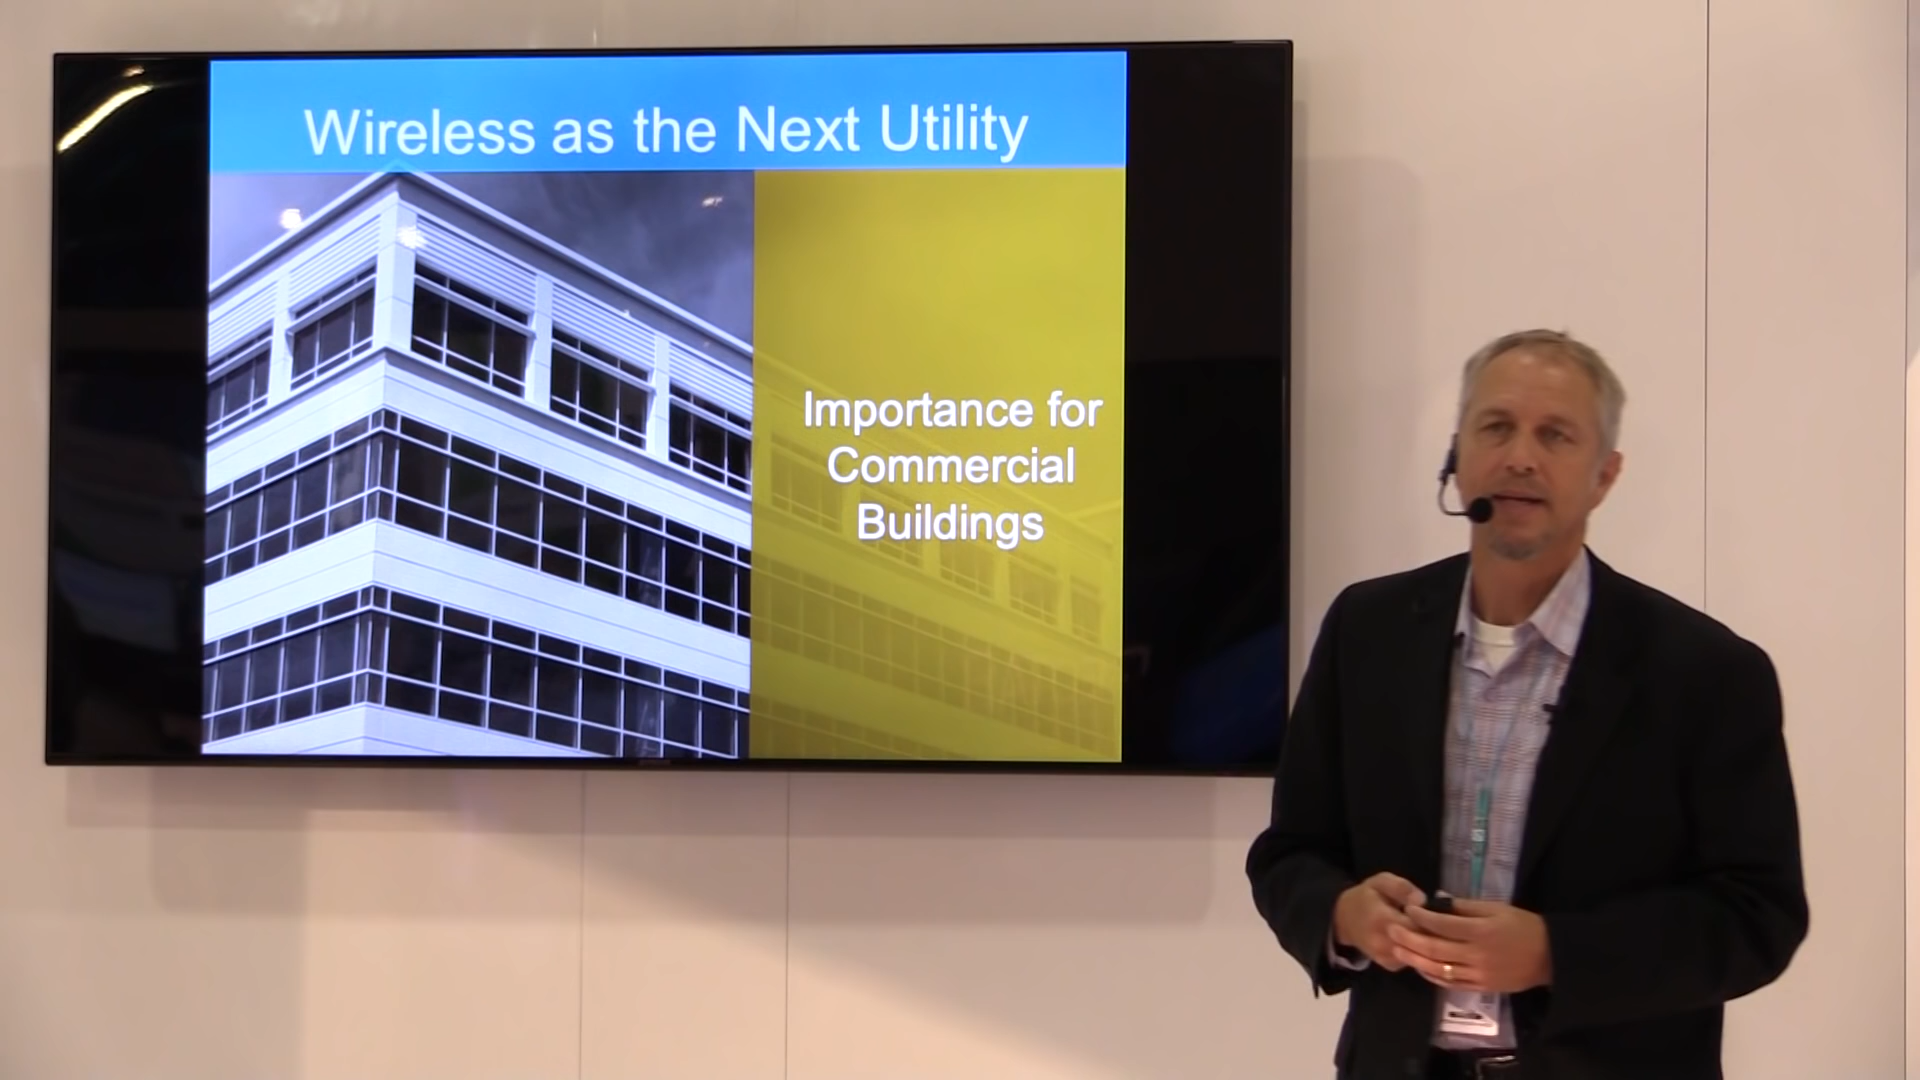 Wireless as the Next Utility
Importance for
Commercial
Buildings